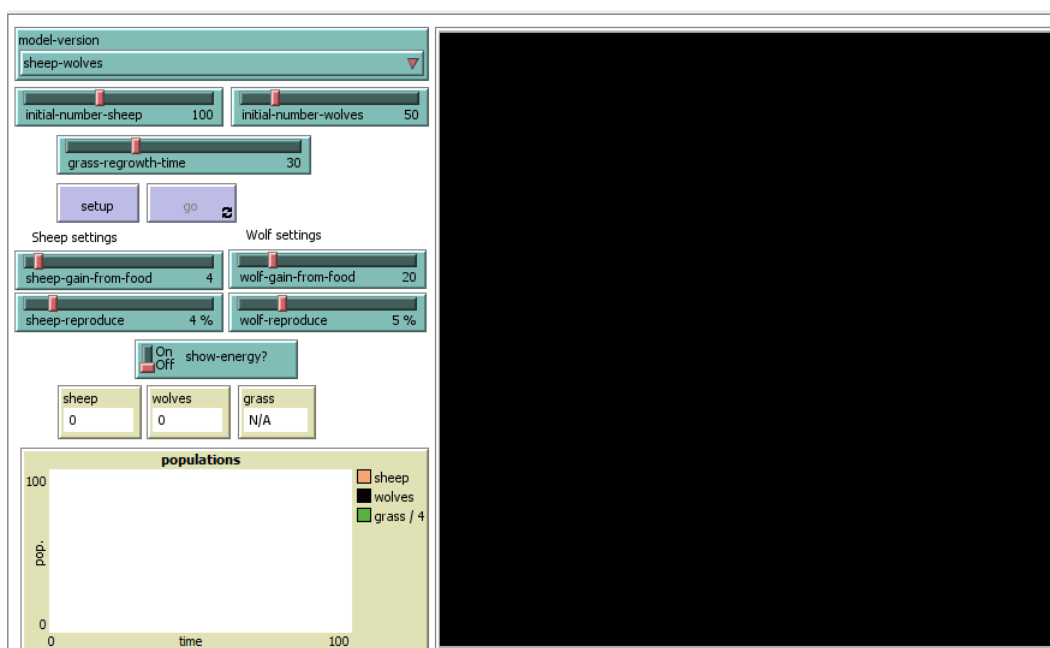 model-version
sheep-wolves
initial-number-sheep 100
initial-number-wolves 50
grass-regrowth-time 30
setup
go
Sheep settings
Wolf settings
sheep-gain-from-food 4
wolf-gain-from-food 20
sheep-reproduce 4 %
wolf-reproduce 5 %
On
Off
show-energy?
sheep
0
wolves
0
grass
N/A
populations
100
pop.
0
0
time
100
sheep
wolves
grass / 4